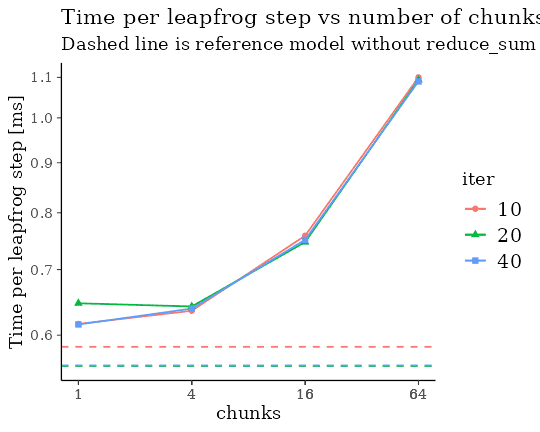 Time per leapfrog step vs number of chunks
Dashed line is reference model without reduce_sum
Time per leapfrog step [ms]
1.1
1.0
0.9
0.8
0.7
0.6
1 4 16 64
chunks
iter
10
20
40